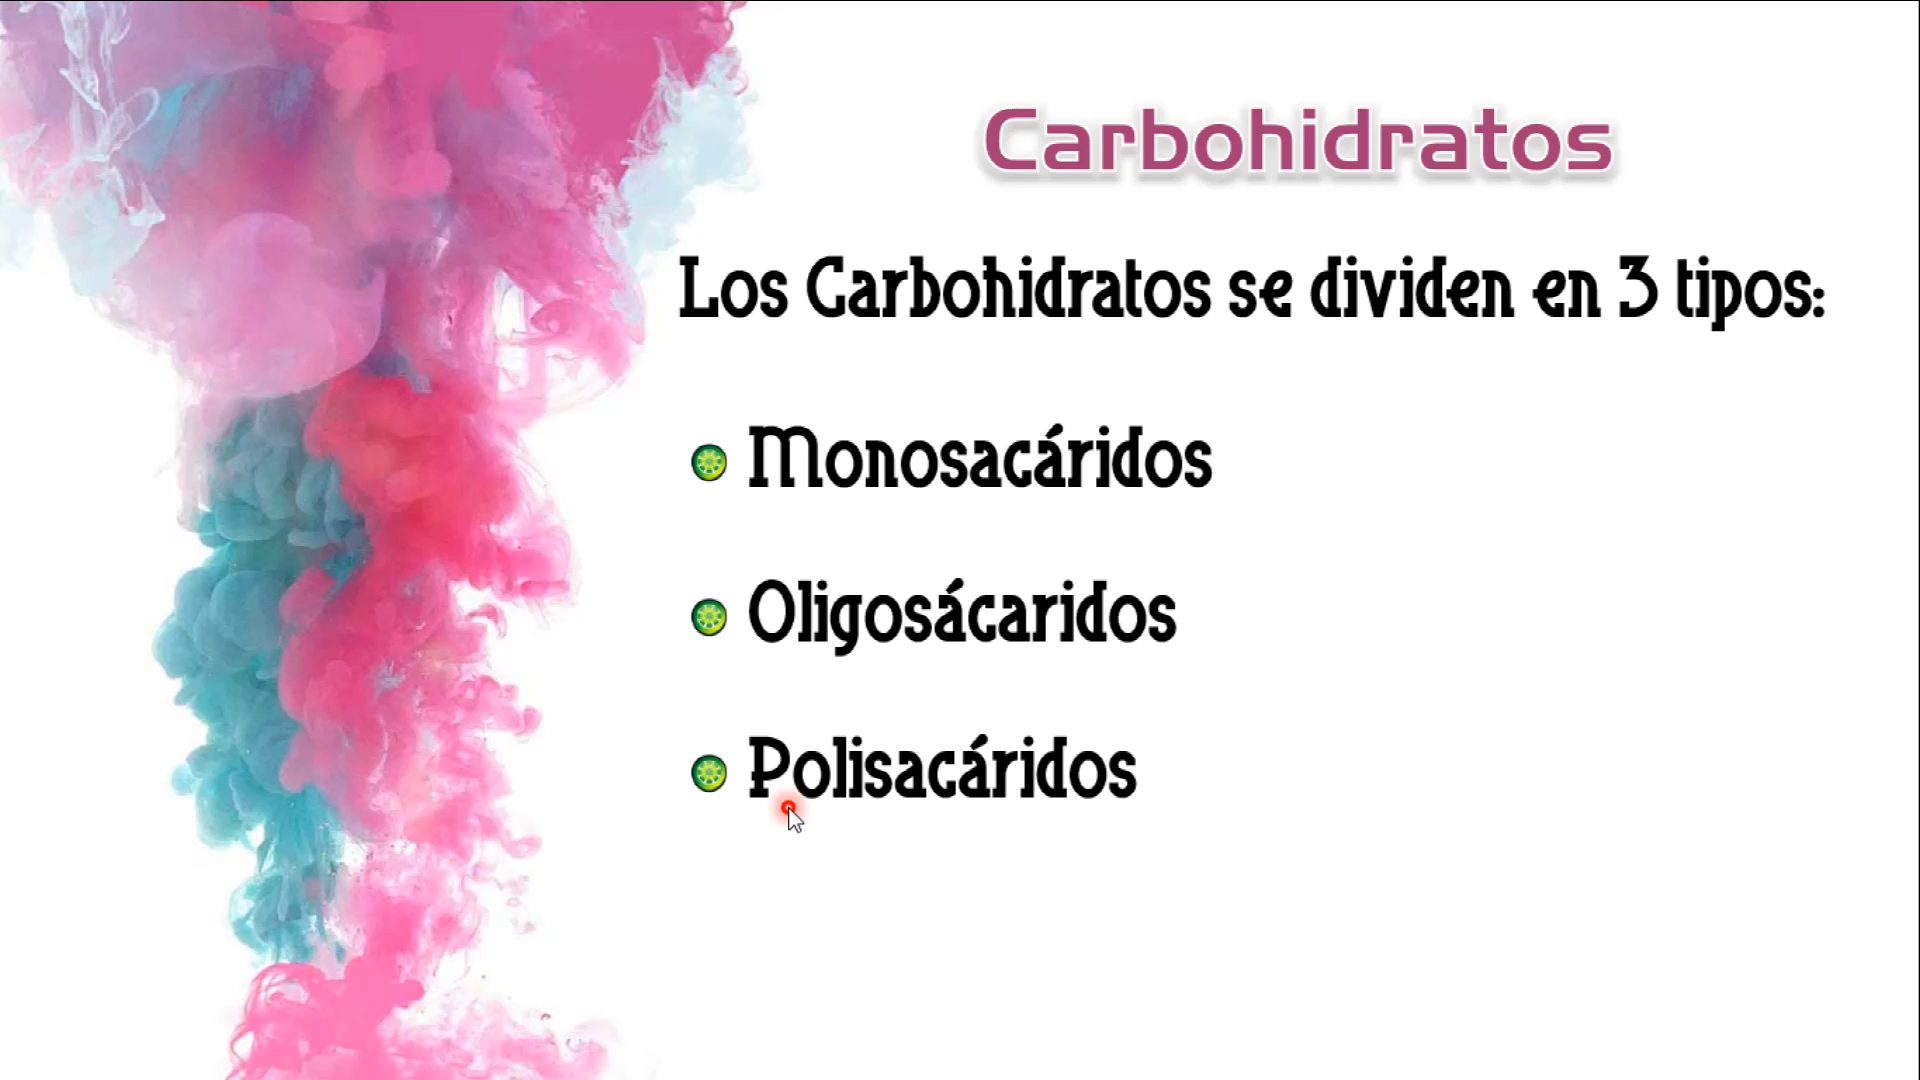 Carbohidratos
Los Carbohidratos se dividen en 3 tipos:
Monosacáridos
Oligosácaridos
Polisacáridos